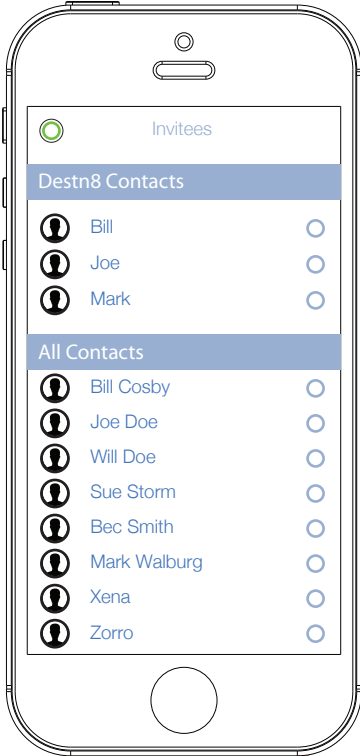 Invitees
Destn8 Contacts
Bill
Joe
Mark
All Contacts
Bill Cosby
Joe Doe
Will Doe
Sue Storm
Bec Smith
Mark Walburg
Xena
Zorro